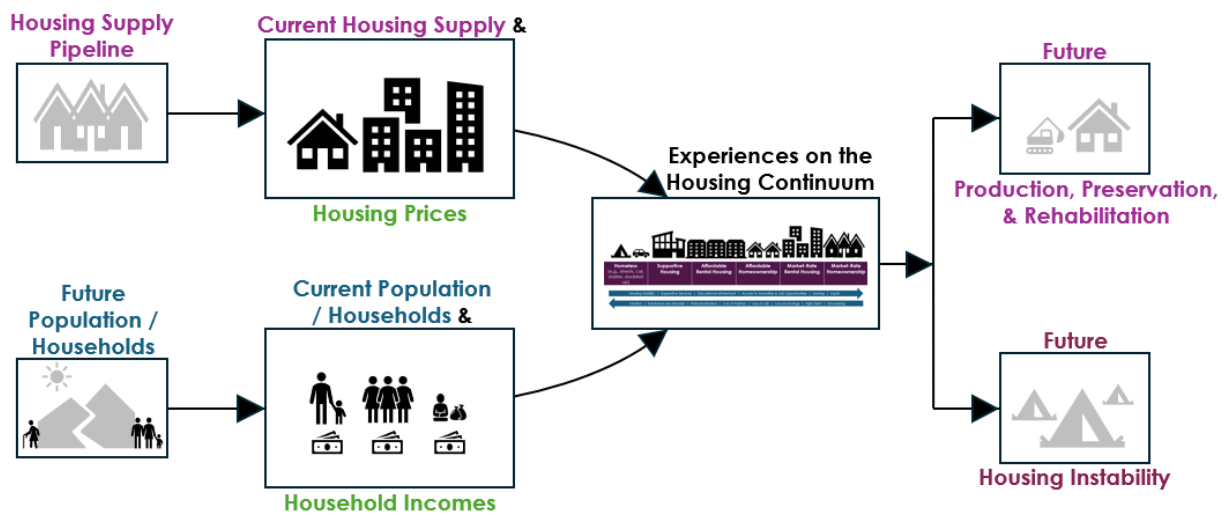 Housing Supply
Pipeline
Current Housing Supply &
Housing Prices
Future
Population /
Households
Current Population
/ Households &
Household Incomes
Experiences on the
Housing Continuum
Homeless
Supportive
Housing
Affordable
Rental Housing
Affordable
Homeownership
Market-Rate
Rental Housing
Market-Rate
Homeownership
Future
Production, Preservation,
& Rehabilitation
Future
Housing Instability